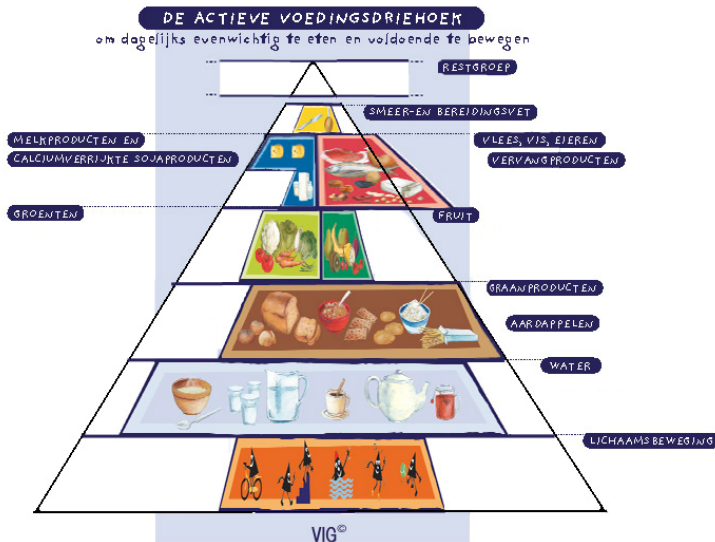 DE ACTIEVE VOEDINGSDRIEHOEK
om dagelijks evenwichtig te eten en voldoende te bewegen
RESTGROEP
SMEER-EN BEREIDINGSVET
MELKPRODUCTEN EN
CALCIUMVERRIJKTE SOJAPRODUCTEN
VLEES, VIS, EIEREN
VERVANGPRODUCTEN
GROENTEN
FRUIT
GRAANPRODUCTEN
AARDAPPELEN
WATER
LICHAAMSBEWEGING
VIG©